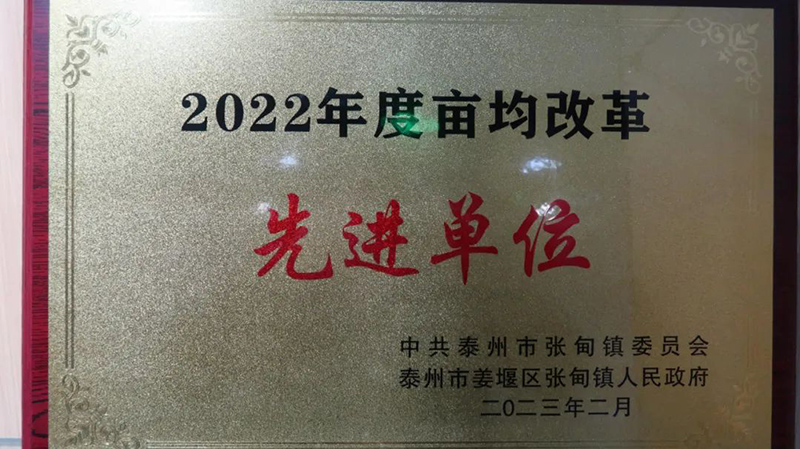 2022年度亩均改革
先进单位
中共泰州市张甸镇委员会
泰州市姜堰区张甸镇人民政府
二〇二三年二月